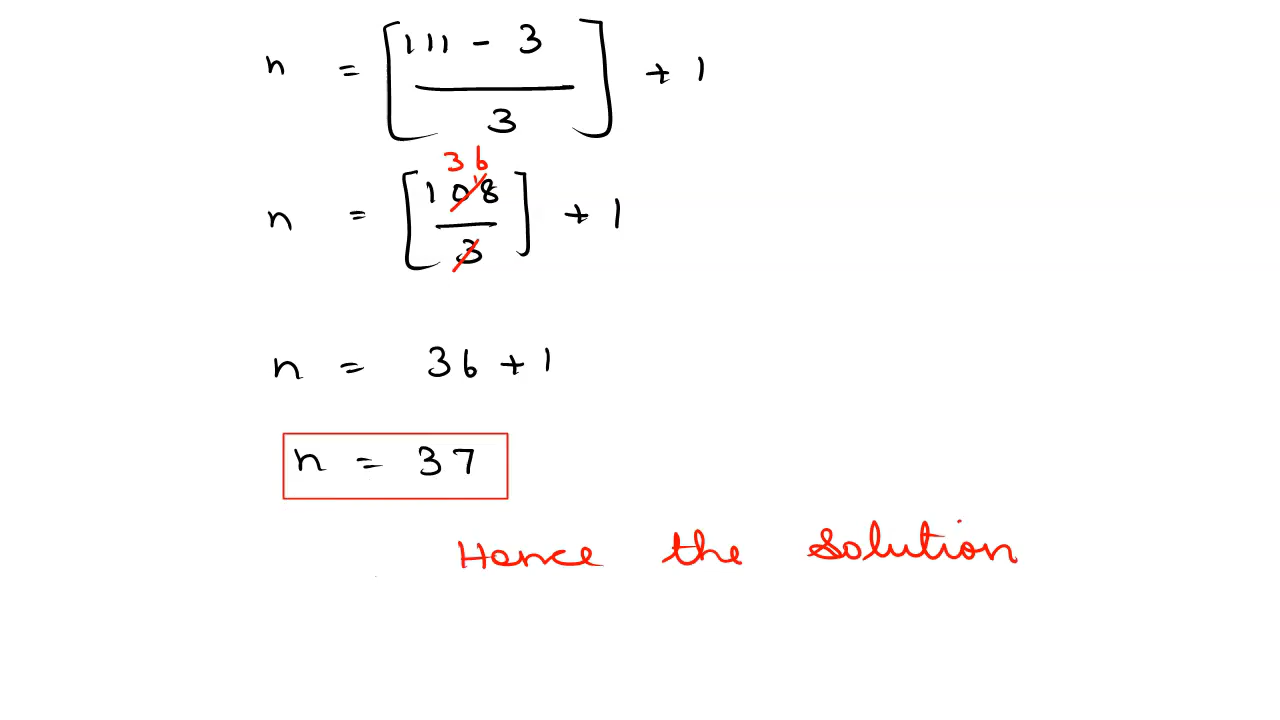 n = [ 111 - 3 / 3 ] + 1
36
n = [ 108 / 3 ] + 1
n = 36 + 1
n = 37
Hence the solution